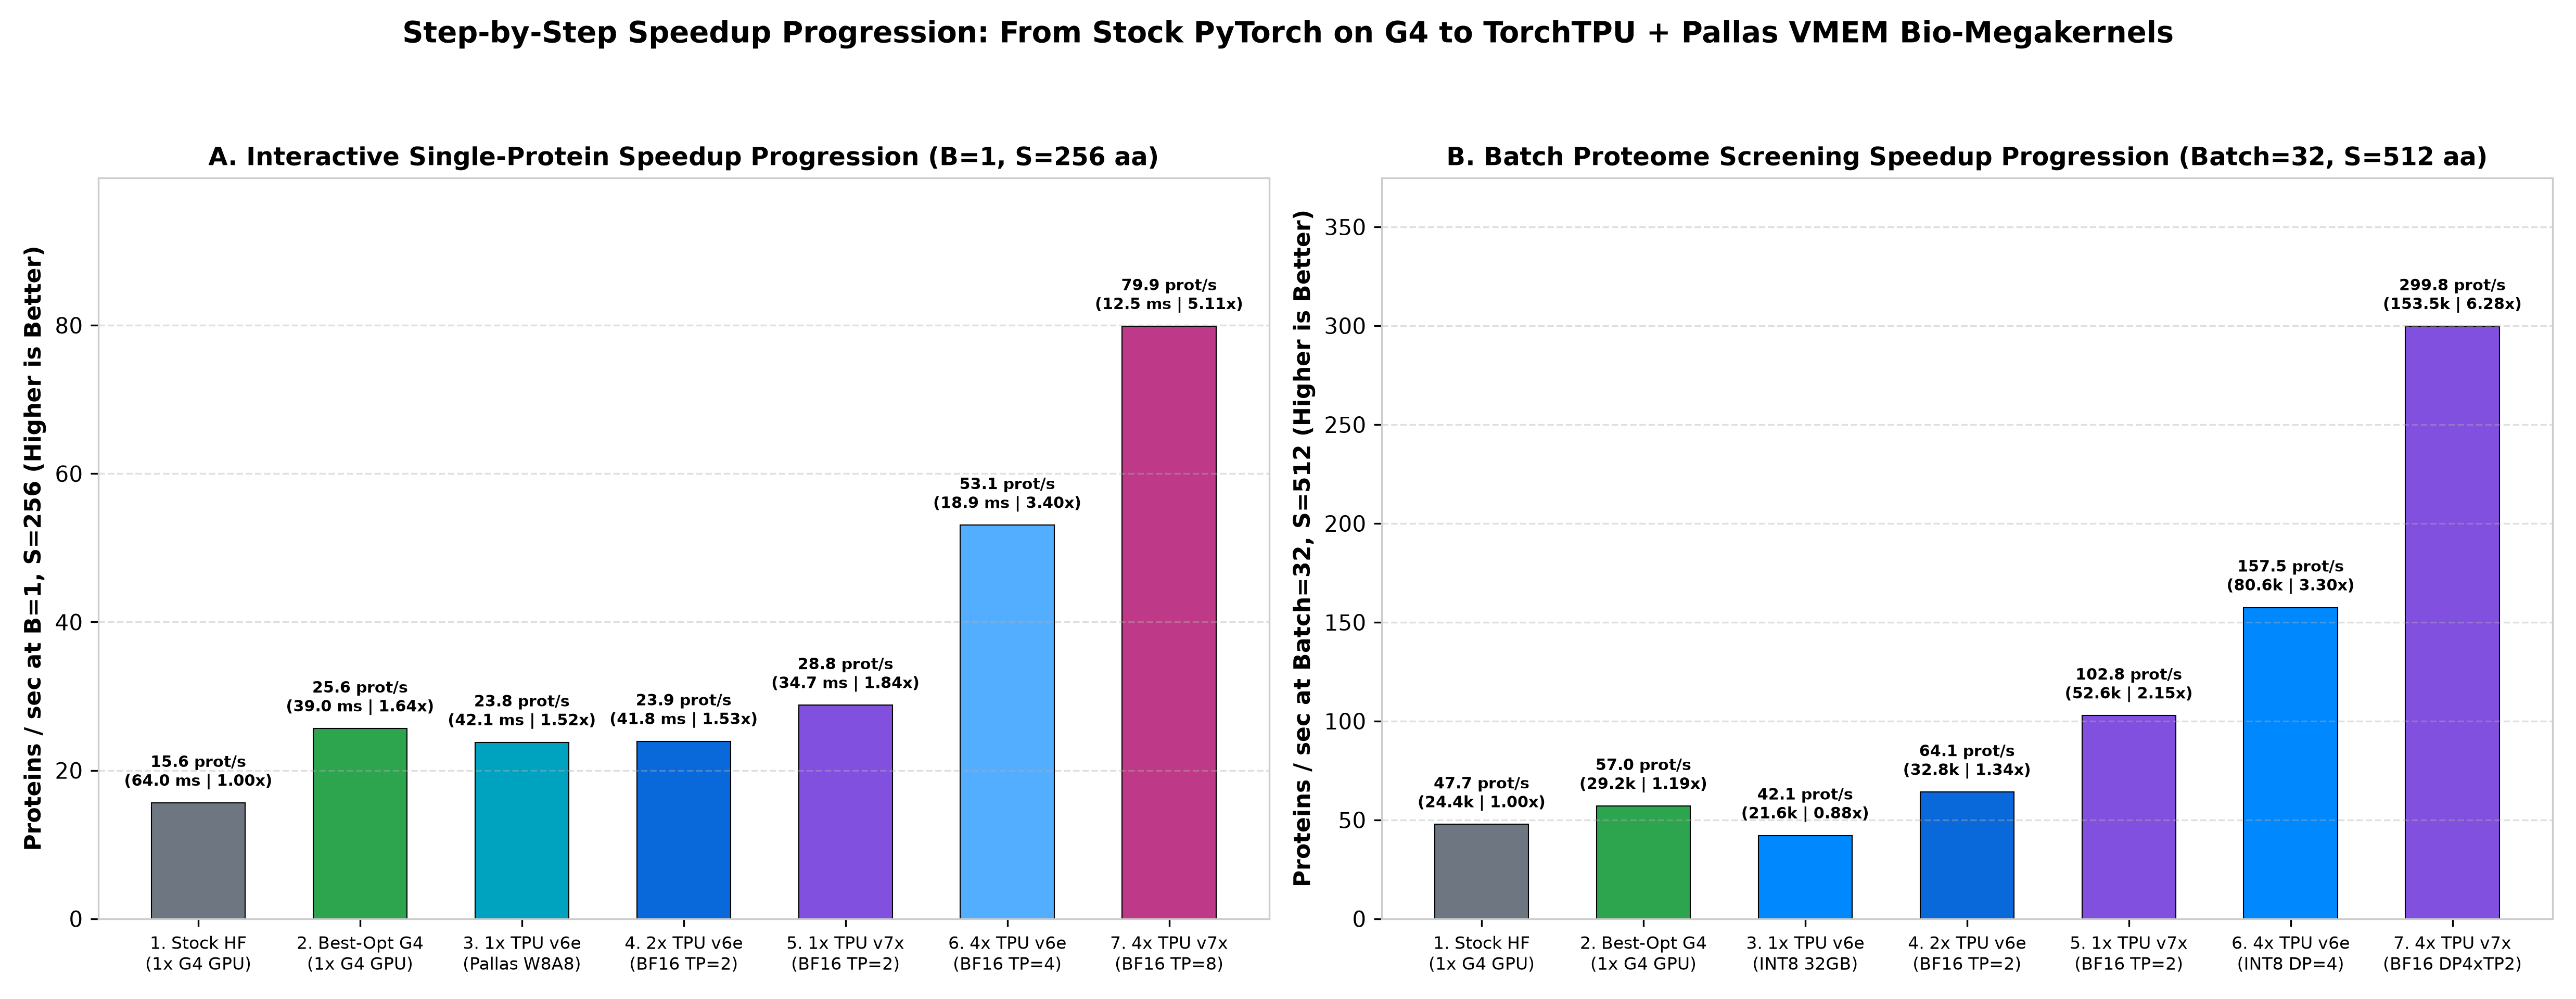 Step-by-Step Speedup Progression: From Stock PyTorch on G4 to TorchTPU + Pallas VMEM Bio-Megakernels
A. Interactive Single-Protein Speedup Progression (B=1, S=256 aa)
Proteins / sec at B=1, S=256 (Higher is Better)
80
60
40
20
0
15.6 prot/s
(64.0 ms | 1.00x)
25.6 prot/s
(39.0 ms | 1.64x)
23.8 prot/s
(42.1 ms | 1.52x)
23.9 prot/s
(41.8 ms | 1.53x)
28.8 prot/s
(34.7 ms | 1.84x)
53.1 prot/s
(18.9 ms | 3.40x)
79.9 prot/s
(12.5 ms | 5.11x)
1. Stock HF
(1x G4 GPU)
2. Best-Opt G4
(1x G4 GPU)
3. 1x TPU v6e
(Pallas W8A8)
4. 2x TPU v6e
(BF16 TP=2)
5. 1x TPU v7x
(BF16 TP=2)
6. 4x TPU v6e
(BF16 TP=4)
7. 4x TPU v7x
(BF16 TP=8)
B. Batch Proteome Screening Speedup Progression (Batch=32, S=512 aa)
Proteins / sec at Batch=32, S=512 (Higher is Better)
350
300
250
200
150
100
50
0
47.7 prot/s
(24.4k | 1.00x)
57.0 prot/s
(29.2k | 1.19x)
42.1 prot/s
(21.6k | 0.88x)
64.1 prot/s
(32.8k | 1.34x)
102.8 prot/s
(52.6k | 2.15x)
157.5 prot/s
(80.6k | 3.30x)
299.8 prot/s
(153.5k | 6.28x)
1. Stock HF
(1x G4 GPU)
2. Best-Opt G4
(1x G4 GPU)
3. 1x TPU v6e
(INT8 32GB)
4. 2x TPU v6e
(BF16 TP=2)
5. 1x TPU v7x
(BF16 TP=2)
6. 4x TPU v6e
(INT8 DP=4)
7. 4x TPU v7x
(BF16 DP4xTP2)